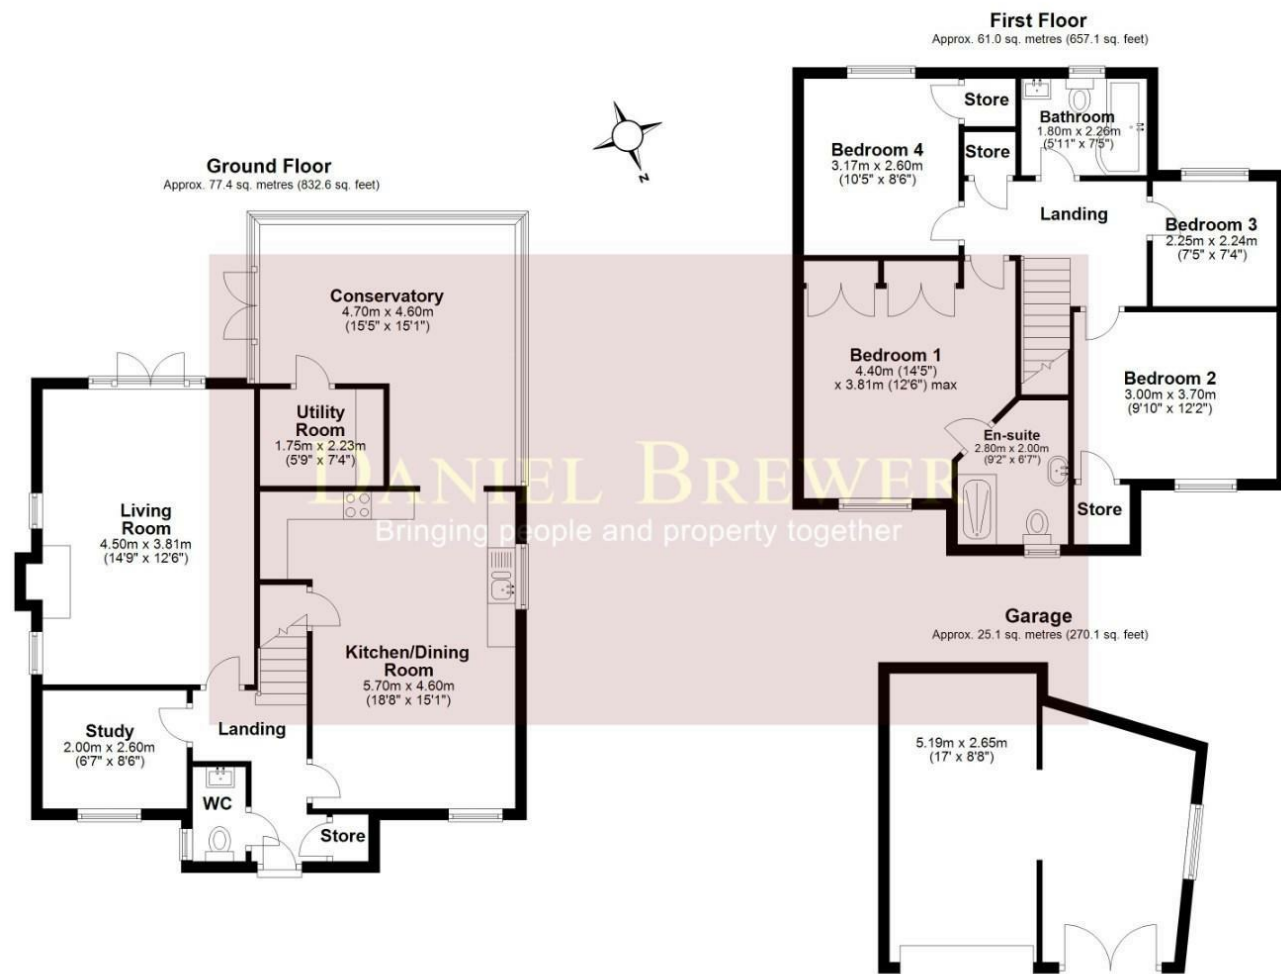 First Floor
Approx. 61.0 sq. metres (657.1 sq. feet)
Store
Bathroom
1.80m x 2.26m
(5'11" x 7'5")
Bedroom 4
3.17m x 2.60m
(10'5" x 8'6")
Store
Landing
Bedroom 3
2.25m x 2.24m
(7'5" x 7'4")
Bedroom 1
4.40m (14'5")
x 3.81m (12'6") max
Bedroom 2
3.00m x 3.70m
(9'10" x 12'2")
En-suite
2.80m x 2.00m
(9'2" x 6'7")
Store
N
Ground Floor
Approx. 77.4 sq. metres (832.6 sq. feet)
Conservatory
4.70m x 4.60m
(15'5" x 15'1")
Utility
Room
1.75m x 2.23m
(5'9" x 7'4")
DANIEL BREWER
Bringing people and property together
Living
Room
4.50m x 3.81m
(14'9" x 12'6")
Kitchen/Dining
Room
5.70m x 4.60m
(18'8" x 15'1")
Study
2.00m x 2.60m
(6'7" x 8'6")
Landing
WC
Store
Garage
Approx. 25.1 sq. metres (270.1 sq. feet)
5.19m x 2.65m
(17' x 8'8")